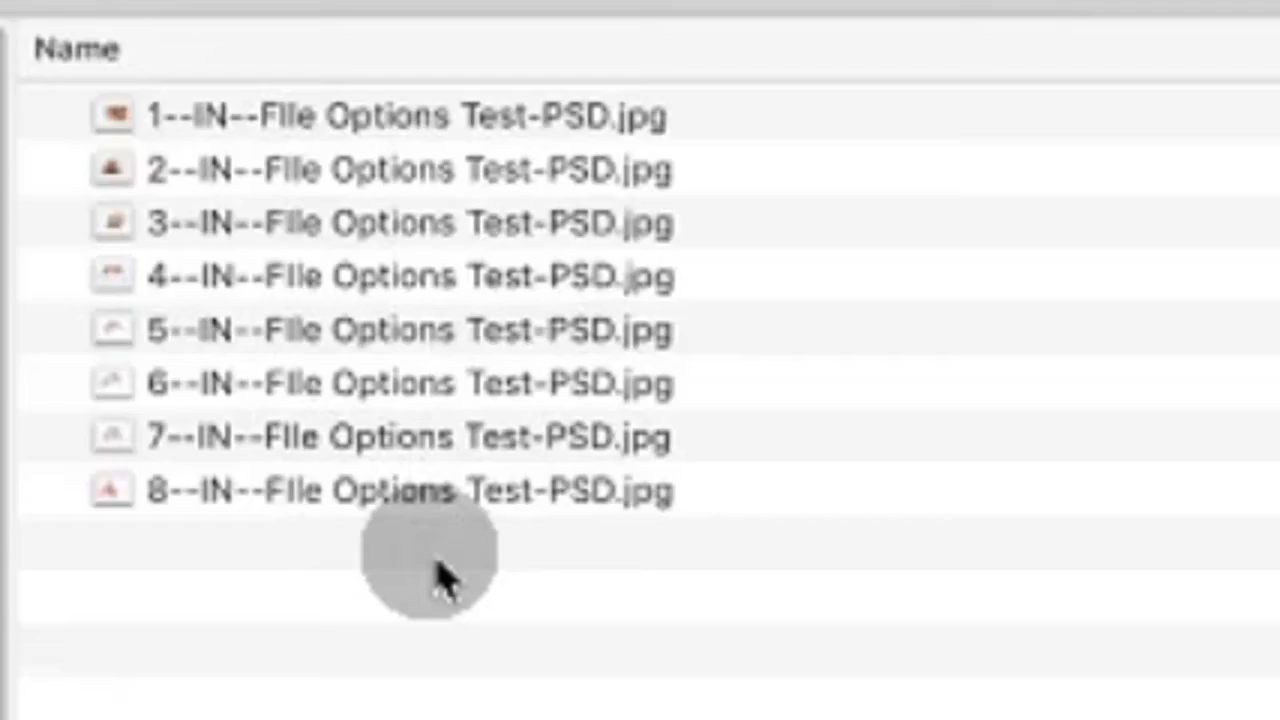 Name
1--IN--FIle Options Test-PSD.jpg
2--IN--FIle Options Test-PSD.jpg
3--IN--FIle Options Test-PSD.jpg
4--IN--FIle Options Test-PSD.jpg
5--IN--FIle Options Test-PSD.jpg
6--IN--FIle Options Test-PSD.jpg
7--IN--FIle Options Test-PSD.jpg
8--IN--FIle Options Test-PSD.jpg